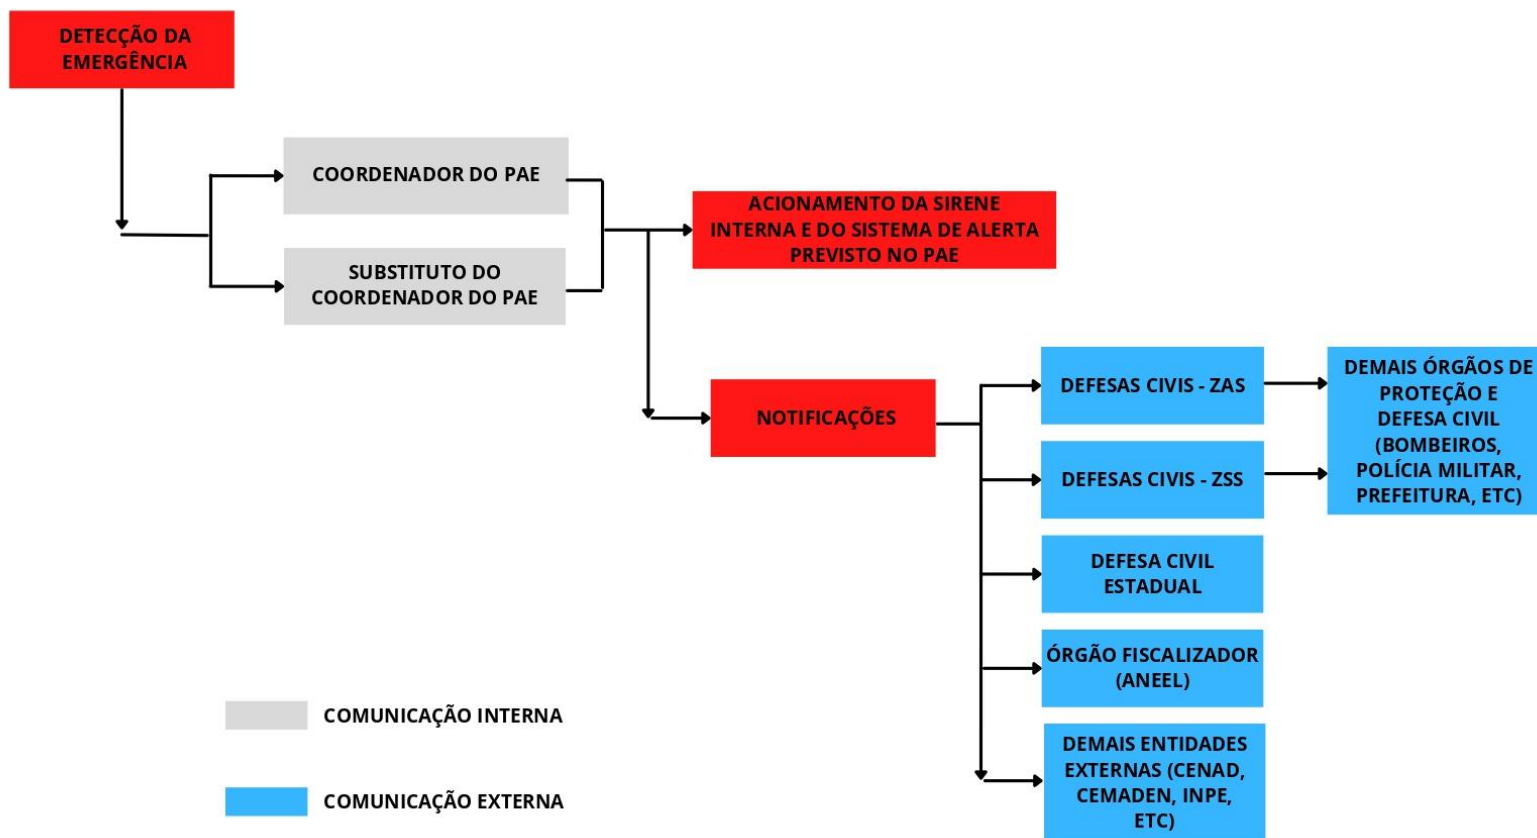 DETECÇÃO DA
EMERGÊNCIA
COORDENADOR DO PAE
SUBSTITUTO DO
COORDENADOR DO PAE
ACIONAMENTO DA SIRENE
INTERNA E DO SISTEMA DE ALERTA
PREVISTO NO PAE
NOTIFICAÇÕES
DEFESAS CIVIS - ZAS
DEFESAS CIVIS - ZSS
DEMAIS ÓRGÃOS DE
PROTEÇÃO E
DEFESA CIVIL
(BOMBEIROS,
POLÍCIA MILITAR,
PREFEITURA, ETC)
DEFESA CIVIL
ESTADUAL
ÓRGÃO FISCALIZADOR
(ANEEL)
DEMAIS ENTIDADES
EXTERNAS (CENAD,
CEMADEN, INPE,
ETC)
COMUNICAÇÃO INTERNA
COMUNICAÇÃO EXTERNA